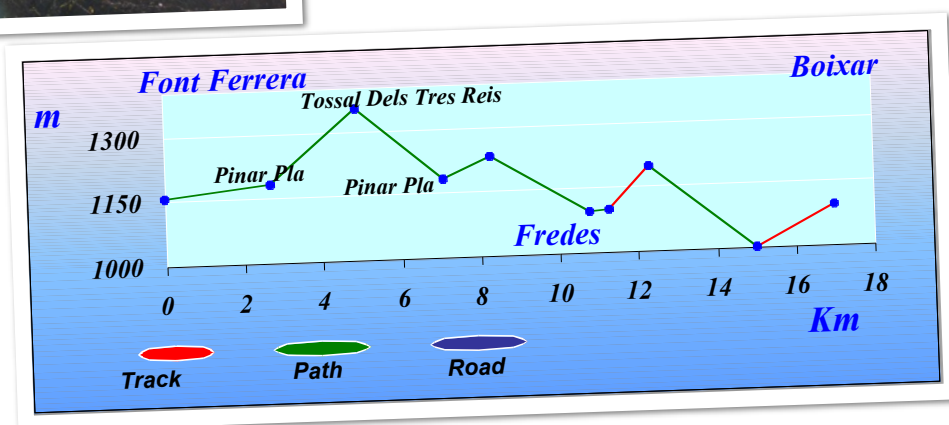 Font Ferrera
Boixar
Tossal Dels Tres Reis
m
1300
Pinar Pla
Pinar Pla
1150
Fredes
1000
0 2 4 6 8 10 12 14 16 18
Km
Track Path Road